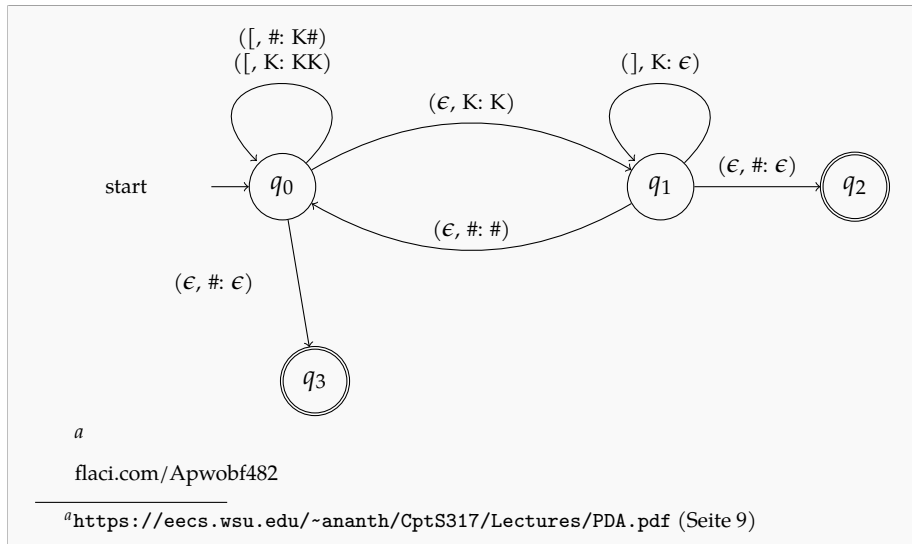 ([, #: K#)
([, K: KK)
(], K: ϵ)
(ϵ, K: K)
(ϵ, #: ϵ)
start
q0
q1
q2
(ϵ, #: #)
(ϵ, #: ϵ)
q3
a
flaci.com/Apwobf482
ahttps://eecs.wsu.edu/~ananth/CptS317/Lectures/PDA.pdf (Seite 9)